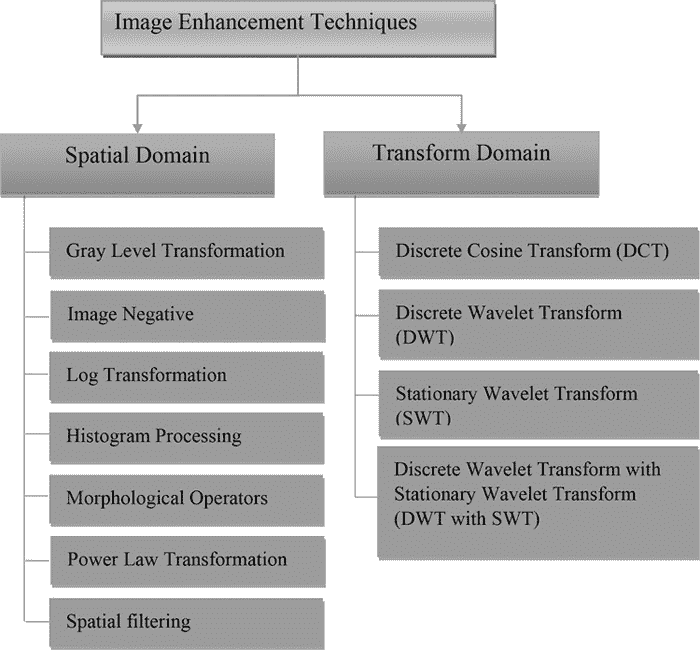 Image Enhancement Techniques
Spatial Domain
Gray Level Transformation
Image Negative
Log Transformation
Histogram Processing
Morphological Operators
Power Law Transformation
Spatial filtering
Transform Domain
Discrete Cosine Transform (DCT)
Discrete Wavelet Transform
(DWT)
Stationary Wavelet Transform
(SWT)
Discrete Wavelet Transform with
Stationary Wavelet Transform
(DWT with SWT)